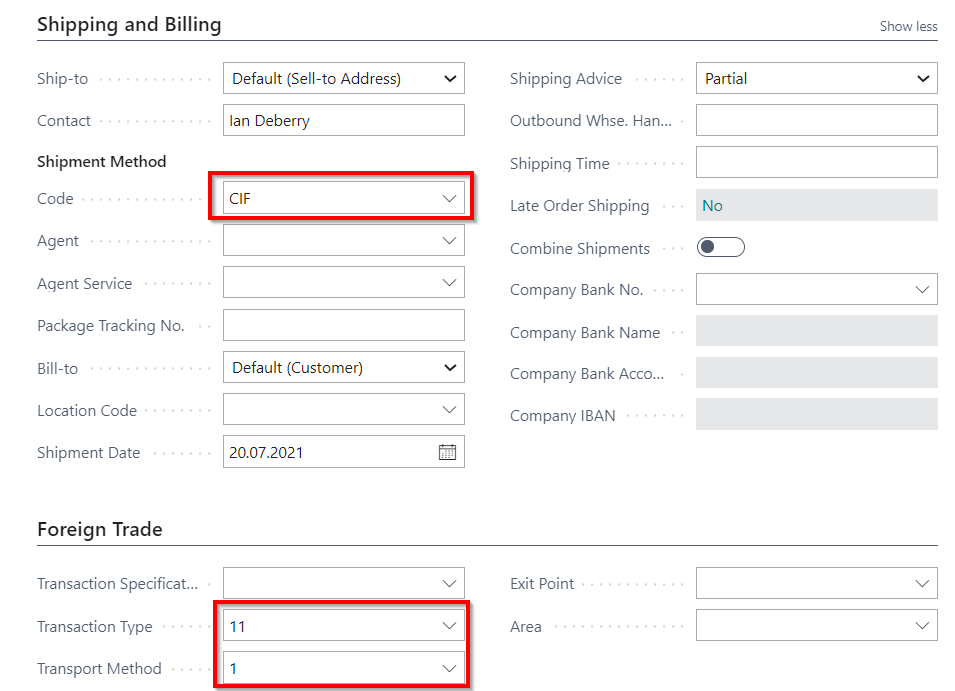 Shipping and Billing
Show less
Ship-to
Default (Sell-to Address)
Contact
Ian Deberry
Shipment Method
Code
CIF
Agent
Agent Service
Package Tracking No.
Bill-to
Default (Customer)
Location Code
Shipment Date
20.07.2021
Shipping Advice
Partial
Outbound Whse. Han...
Shipping Time
Late Order Shipping
No
Combine Shipments
Company Bank No.
Company Bank Name
Company Bank Acco...
Company IBAN
Foreign Trade
Transaction Specificat...
Transaction Type
11
Transport Method
1
Exit Point
Area